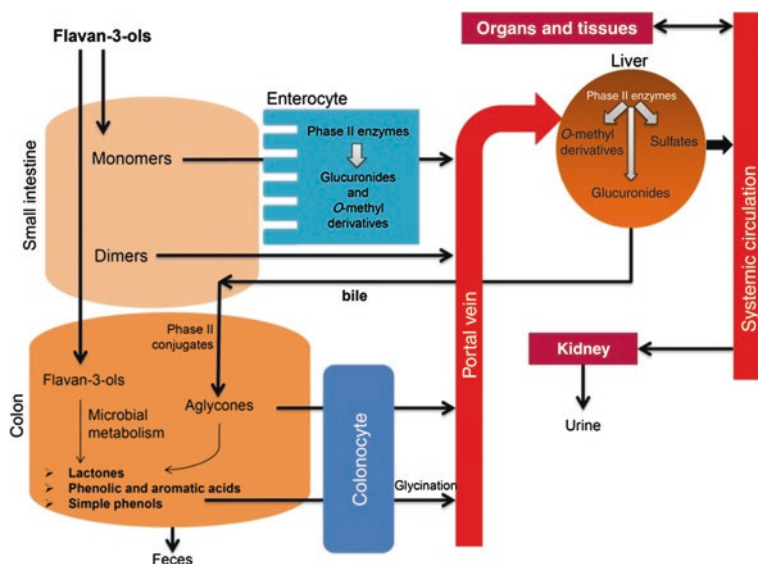 Flavan-3-ols
Small intestine
Monomers
Dimers
Enterocyte
Phase II enzymes
Glucuronides
and
O-methyl
derivatives
Organs and tissues
Liver
Phase II enzymes
O-methyl
derivatives
Sulfates
Glucuronides
Systemic circulation
Portal vein
bile
Phase II
conjugates
Colon
Flavan-3-ols
Microbial
metabolism
Aglycones
➢ Lactones
➢ Phenolic and aromatic acids
➢ Simple phenols
Colonocyte
Glycination
Feces
Kidney
Urine